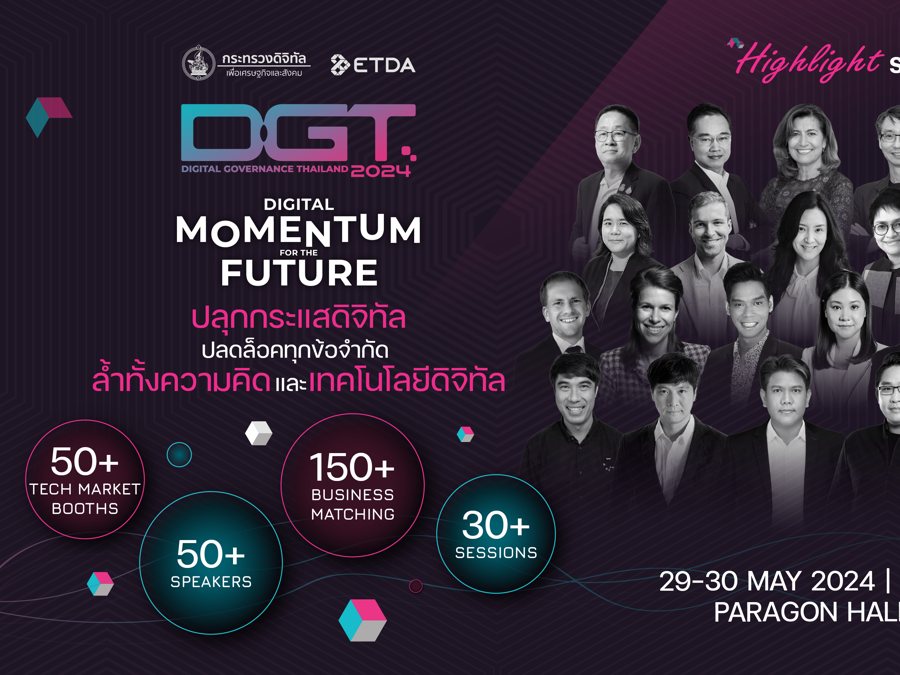 กระทรวงดิจิทัล
เพื่อเศรษฐกิจและสังคม
ETDA
DGT.
DIGITAL GOVERNANCE THAILAND 2024
DIGITAL
MOMENTUM
FOR THE
FUTURE
ปลุกกระแสดิจิทัล
ปลดล็อคทุกข้อจำกัด
ล้ำทั้งความคิด และ เทคโนโลยีดิจิทัล
Highlight
50+
TECH MARKET
BOOTHS
50+
SPEAKERS
150+
BUSINESS
MATCHING
30+
SESSIONS
29-30 MAY 2024 |
PARAGON HALL